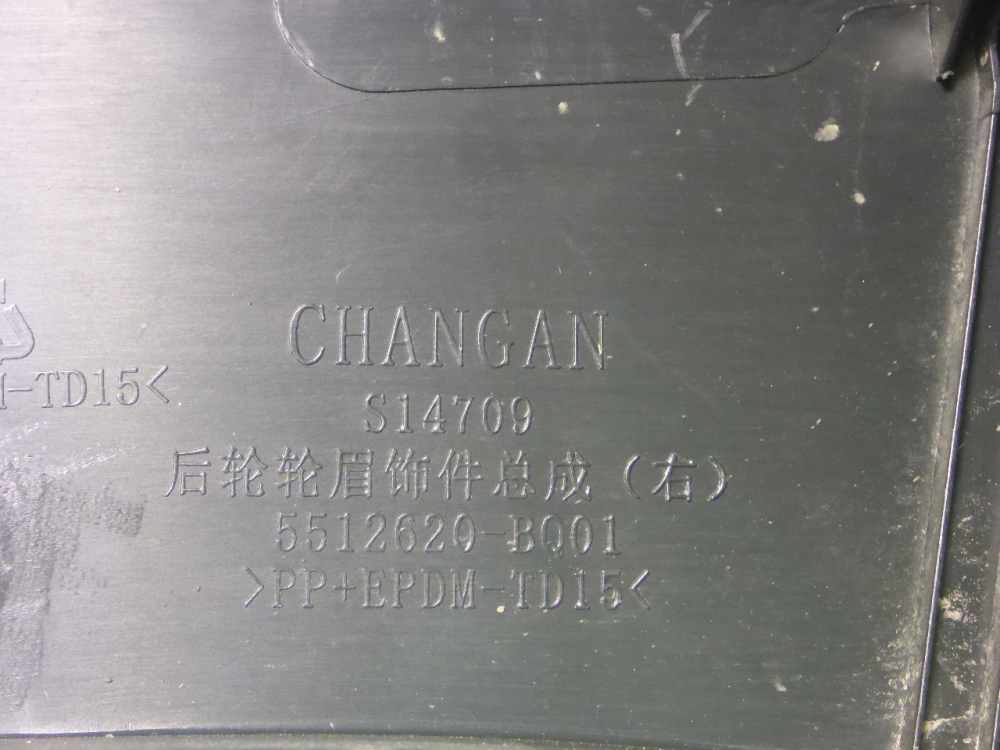 CHANGAN
-TD15<
S14709
后轮轮眉饰件总成（右）
5512620-BQ01
>PP+EPDM-TD15<